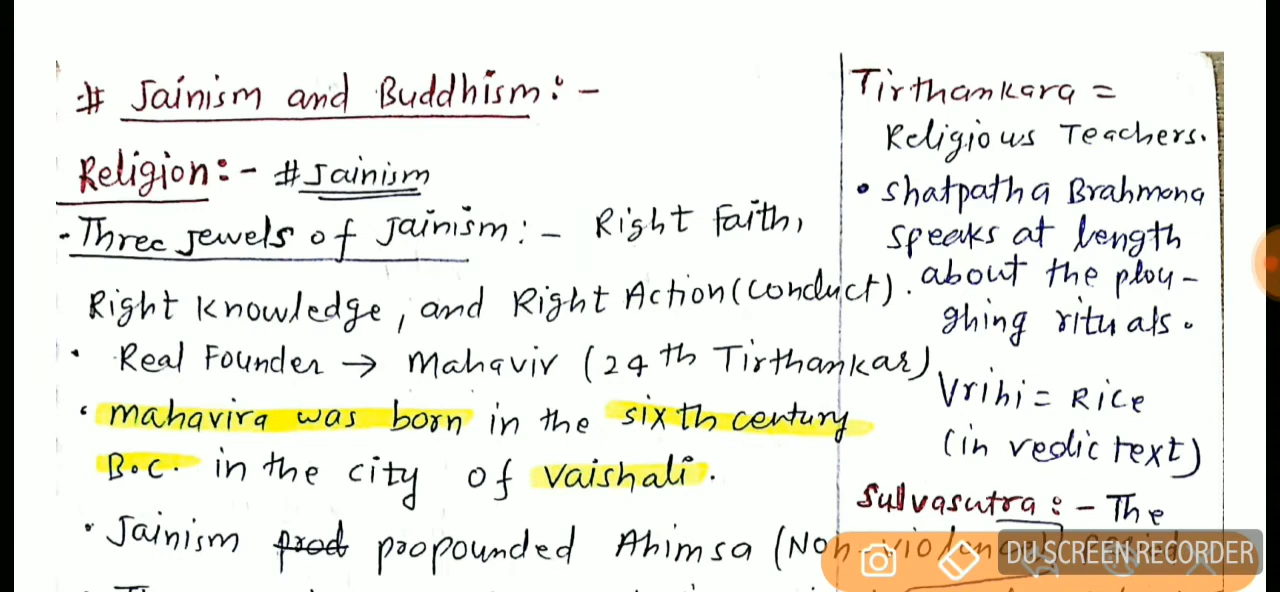 # Jainism and Buddhism:-
Religion:- #Jainism
·Three jewels of Jainism:- Right Faith,
Right Knowledge, and Right Action(conduct).
· Real Founder → Mahavir (24th Tirthankar)
· Mahavira was born in the sixth century
B.C. in the city of Vaishali.
· Jainism prod propounded Ahimsa (Non-violence)
Tirthankara =
Religious Teachers.
• Shatpatha Brahmana
speaks at length
about the plou-
ghing rituals.
Vrihi = Rice
(in vedic text)
Sulvasutra:- The
DU SCREEN RECORDER